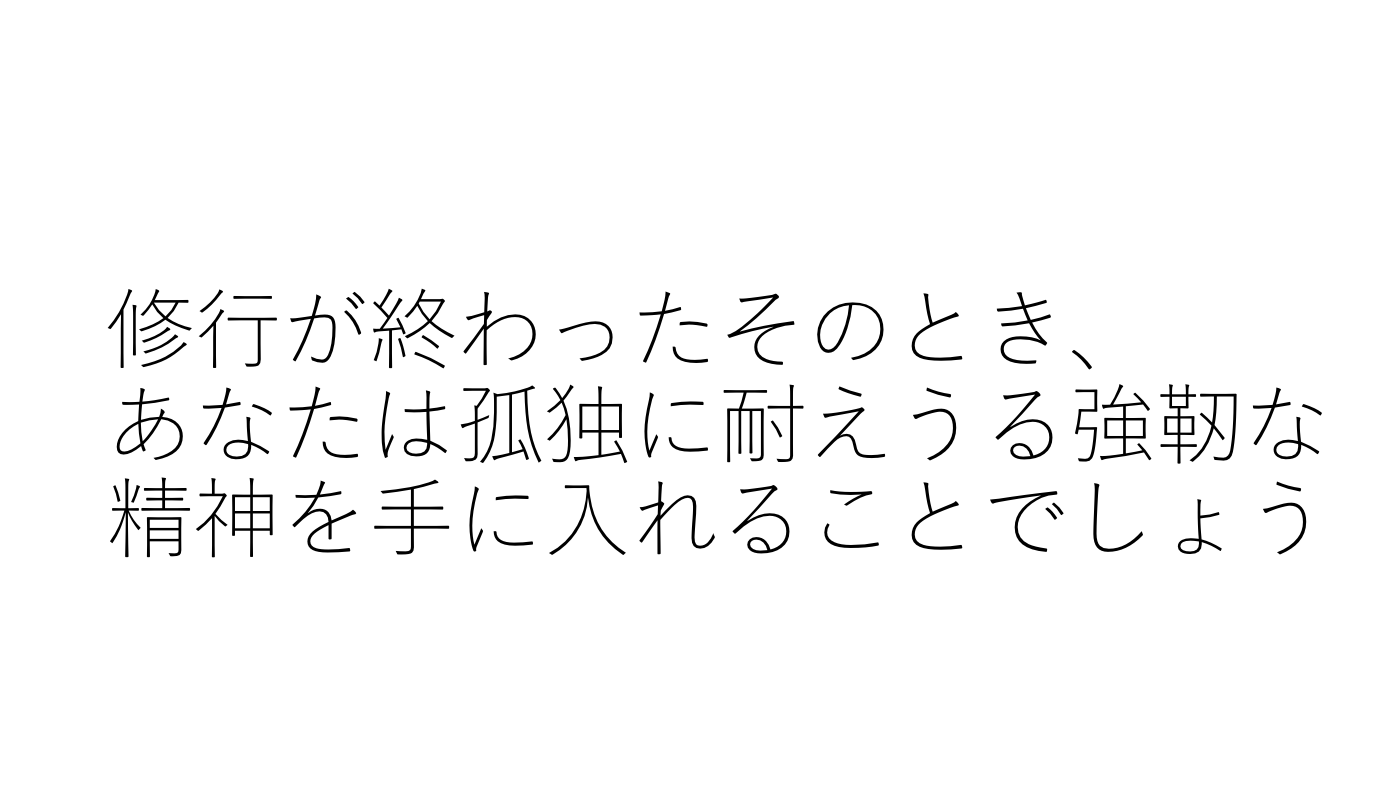 修行が終わったそのとき、
あなたは孤独に耐えうる強靭な
精神を手に入れることでしょう